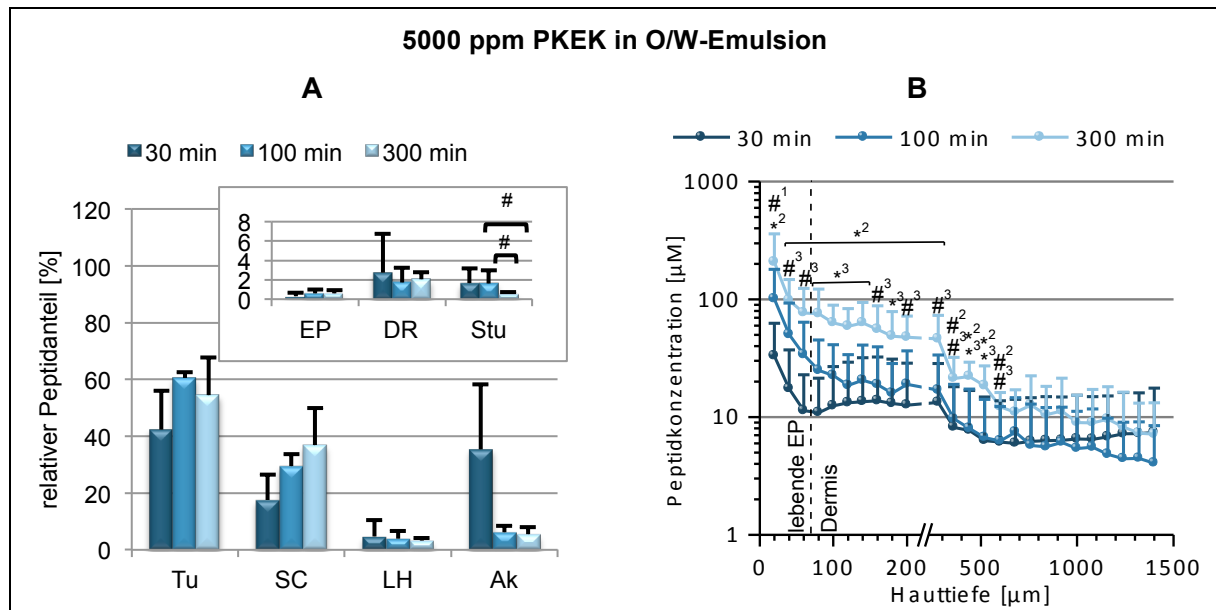 5000 ppm PKEK in O/W-Emulsion
A
30 min 100 min 300 min
relativer Peptidanteil [%]
120
100
80
60
40
20
0
8
6
4
2
0
#
#
EP DR Stu
Tu SC LH Ak
B
30 min 100 min 300 min
Peptidkonzentration [µM]
1000
100
10
1
#1
*2
#3
#3
*2
*3
#3
*3
#3
#3
#2
#3
*2
*3
*2
*3
#2
#3
lebende EP
Dermis
0 100 200 500 1000 1500
Hauttiefe [µm]